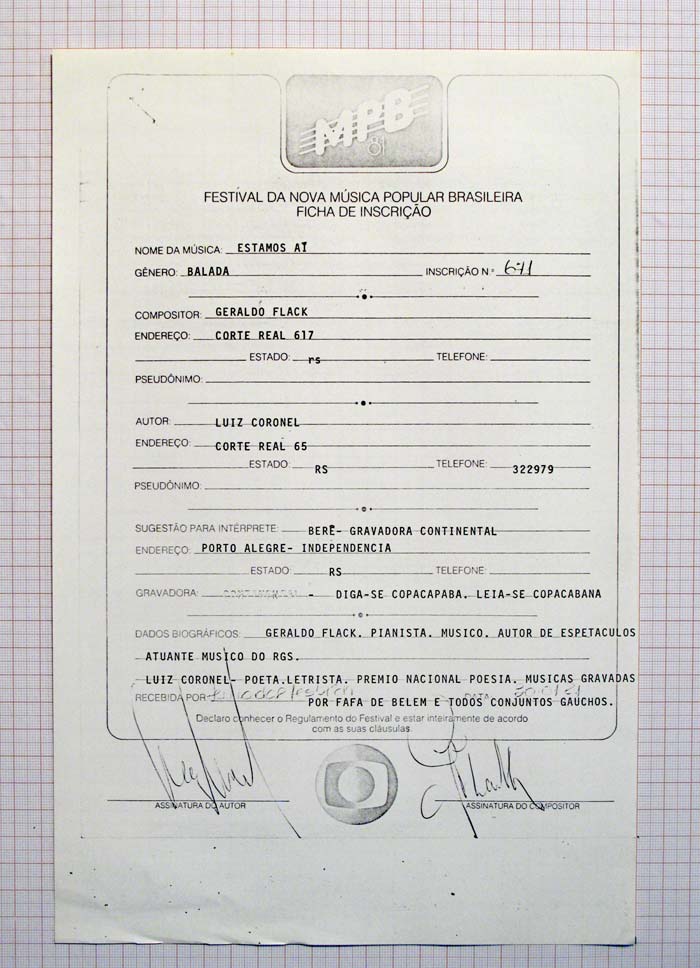 MPB
81
FESTIVAL DA NOVA MÚSICA POPULAR BRASILEIRA
FICHA DE INSCRIÇÃO
NOME DA MÚSICA: ESTAMOS AÍ
GÊNERO: BALADA INSCRIÇÃO N.º 671
COMPOSITOR: GERALDO FLACK
ENDEREÇO: CORTE REAL 617
ESTADO: rs TELEFONE:
PSEUDÔNIMO:
AUTOR: LUIZ CORONEL
ENDEREÇO: CORTE REAL 65
ESTADO: RS TELEFONE: 322979
PSEUDÔNIMO:
SUGESTÃO PARA INTÉRPRETE: BERÊ- GRAVADORA CONTINENTAL
ENDEREÇO: PORTO ALEGRE- INDEPENDENCIA
ESTADO: RS TELEFONE:
GRAVADORA: CONTINENTAL - DIGA-SE COPACAPABA. LEIA-SE COPACABANA
DADOS BIOGRÁFICOS: GERALDO FLACK. PIANISTA. MUSICO. AUTOR DE ESPETACULOS
ATUANTE MUSICO DO RGS.
LUIZ CORONEL- POETA.LETRISTA. PREMIO NACIONAL POESIA. MUSICAS GRAVADAS
RECEBIDA POR DATA
POR FAFA DE BELEM E TODOS CONJUNTOS GAUCHOS.
Declaro conhecer o Regulamento do Festival e estar inteiramente de acordo
com as suas cláusulas.
ASSINATURA DO AUTOR ASSINATURA DO COMPOSITOR